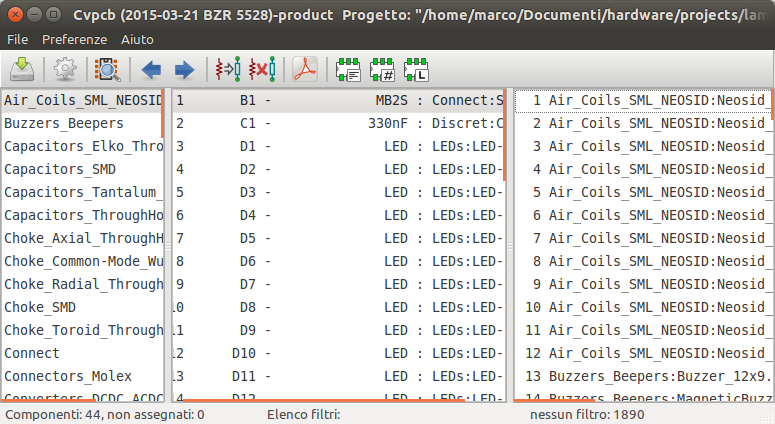 Cvpcb (2015-03-21 BZR 5528)-product Progetto: "/home/marco/Documenti/hardware/projects/lam
File Preferenze Aiuto
#
L
Air_Coils_SML_NEOSID
Buzzers_Beepers
Capacitors_Elko_Thro
Capacitors_SMD
Capacitors_Tantalum_
Capacitors_ThroughHo
Choke_Axial_ThroughH
Choke_Common-Mode_Wu
Choke_Radial_Through
Choke_SMD
Choke_Toroid_Through
Connect
Connectors_Molex
Convertors_DCDC_ACDC
1 B1 - MB2S : Connect:S
2 C1 - 330nF : Discret:C
3 D1 - LED : LEDs:LED-
4 D2 - LED : LEDs:LED-
5 D3 - LED : LEDs:LED-
6 D4 - LED : LEDs:LED-
7 D5 - LED : LEDs:LED-
8 D6 - LED : LEDs:LED-
9 D7 - LED : LEDs:LED-
10 D8 - LED : LEDs:LED-
11 D9 - LED : LEDs:LED-
12 D10 - LED : LEDs:LED-
13 D11 - LED : LEDs:LED-
14 D12 - LED : LEDs:LED-
1 Air_Coils_SML_NEOSID:Neosid_
2 Air_Coils_SML_NEOSID:Neosid_
3 Air_Coils_SML_NEOSID:Neosid_
4 Air_Coils_SML_NEOSID:Neosid_
5 Air_Coils_SML_NEOSID:Neosid_
6 Air_Coils_SML_NEOSID:Neosid_
7 Air_Coils_SML_NEOSID:Neosid_
8 Air_Coils_SML_NEOSID:Neosid_
9 Air_Coils_SML_NEOSID:Neosid_
10 Air_Coils_SML_NEOSID:Neosid_
11 Air_Coils_SML_NEOSID:Neosid_
12 Air_Coils_SML_NEOSID:Neosid_
13 Buzzers_Beepers:Buzzer_12x9.
14 Buzzers_Beepers:MagneticBuzz
Componenti: 44, non assegnati: 0 Elenco filtri: nessun filtro: 1890